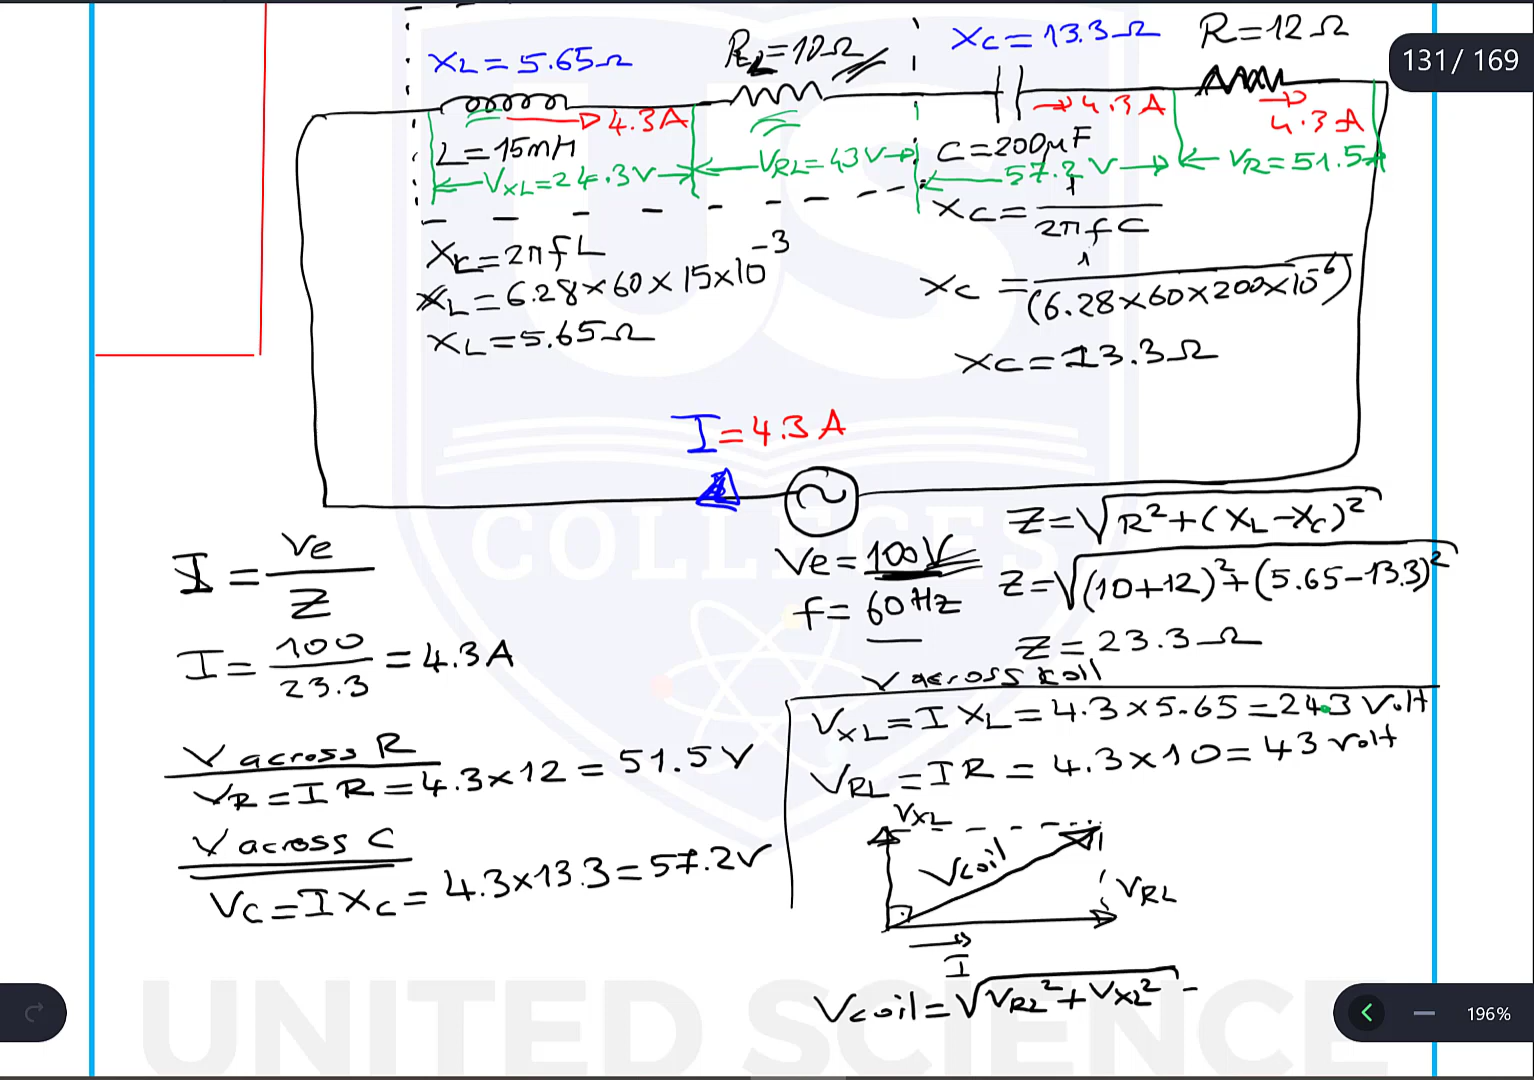 131 / 169
XL=5.65Ω
RL=10Ω
XC=13.3Ω
R=12Ω
4.3A
4.3A
4.3A
L=15mH
C=200μF
VXL=24.3V
VRL=43V
57.2V
VR=51.5
XL=2πfL
XC=1/2πfC
XL=6.28×60×15×10⁻³
XC=1/(6.28×60×200×10⁻⁶)
XL=5.65Ω
XC=13.3Ω
I=4.3A
US
COLLEGES
I=Ve/Z
Ve=100V
f=60Hz
Z=√R²+(XL-XC)²
Z=√(10+12)²+(5.65-13.3)²
Z=23.3Ω
I=100/23.3=4.3A
V across coil
VXL=IXL=4.3×5.65=24.3 Volt
VRL=IR=4.3×10=43 volt
V across R
VR=IR=4.3×12=51.5V
V across C
VC=IXC=4.3×13.3=57.2V
VXL
Vcoil
VRL
I
Vcoil=√VRL²+VXL²
UNITED SCIENCE
196%